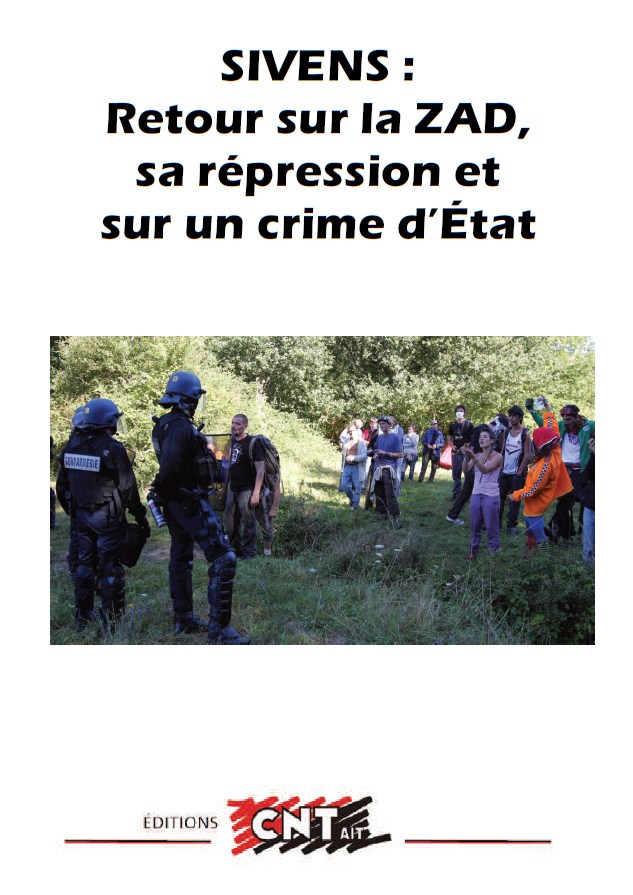 SIVENS :
Retour sur la ZAD,
sa répression et
sur un crime d'État
GENDARMERIE
ÉDITIONS
CNT
AIT